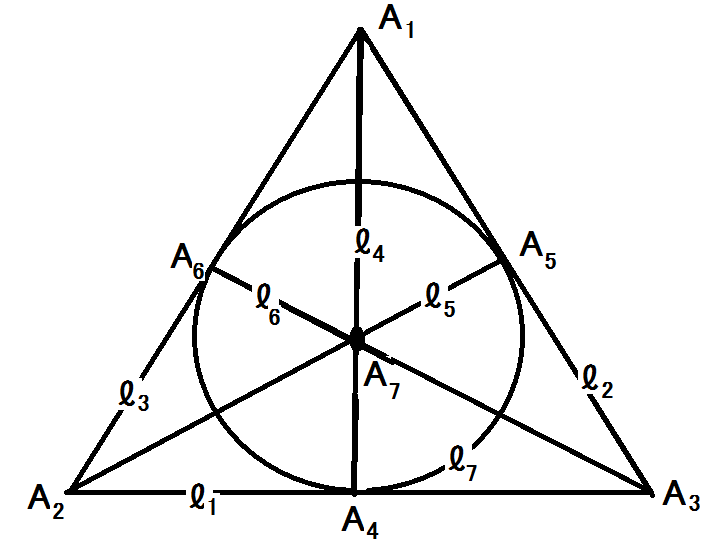 A₁
ℓ₄
A₅
A₆
ℓ₆
ℓ₅
A₇
ℓ₂
ℓ₃
ℓ₇
A₂
ℓ₁
A₄
A₃